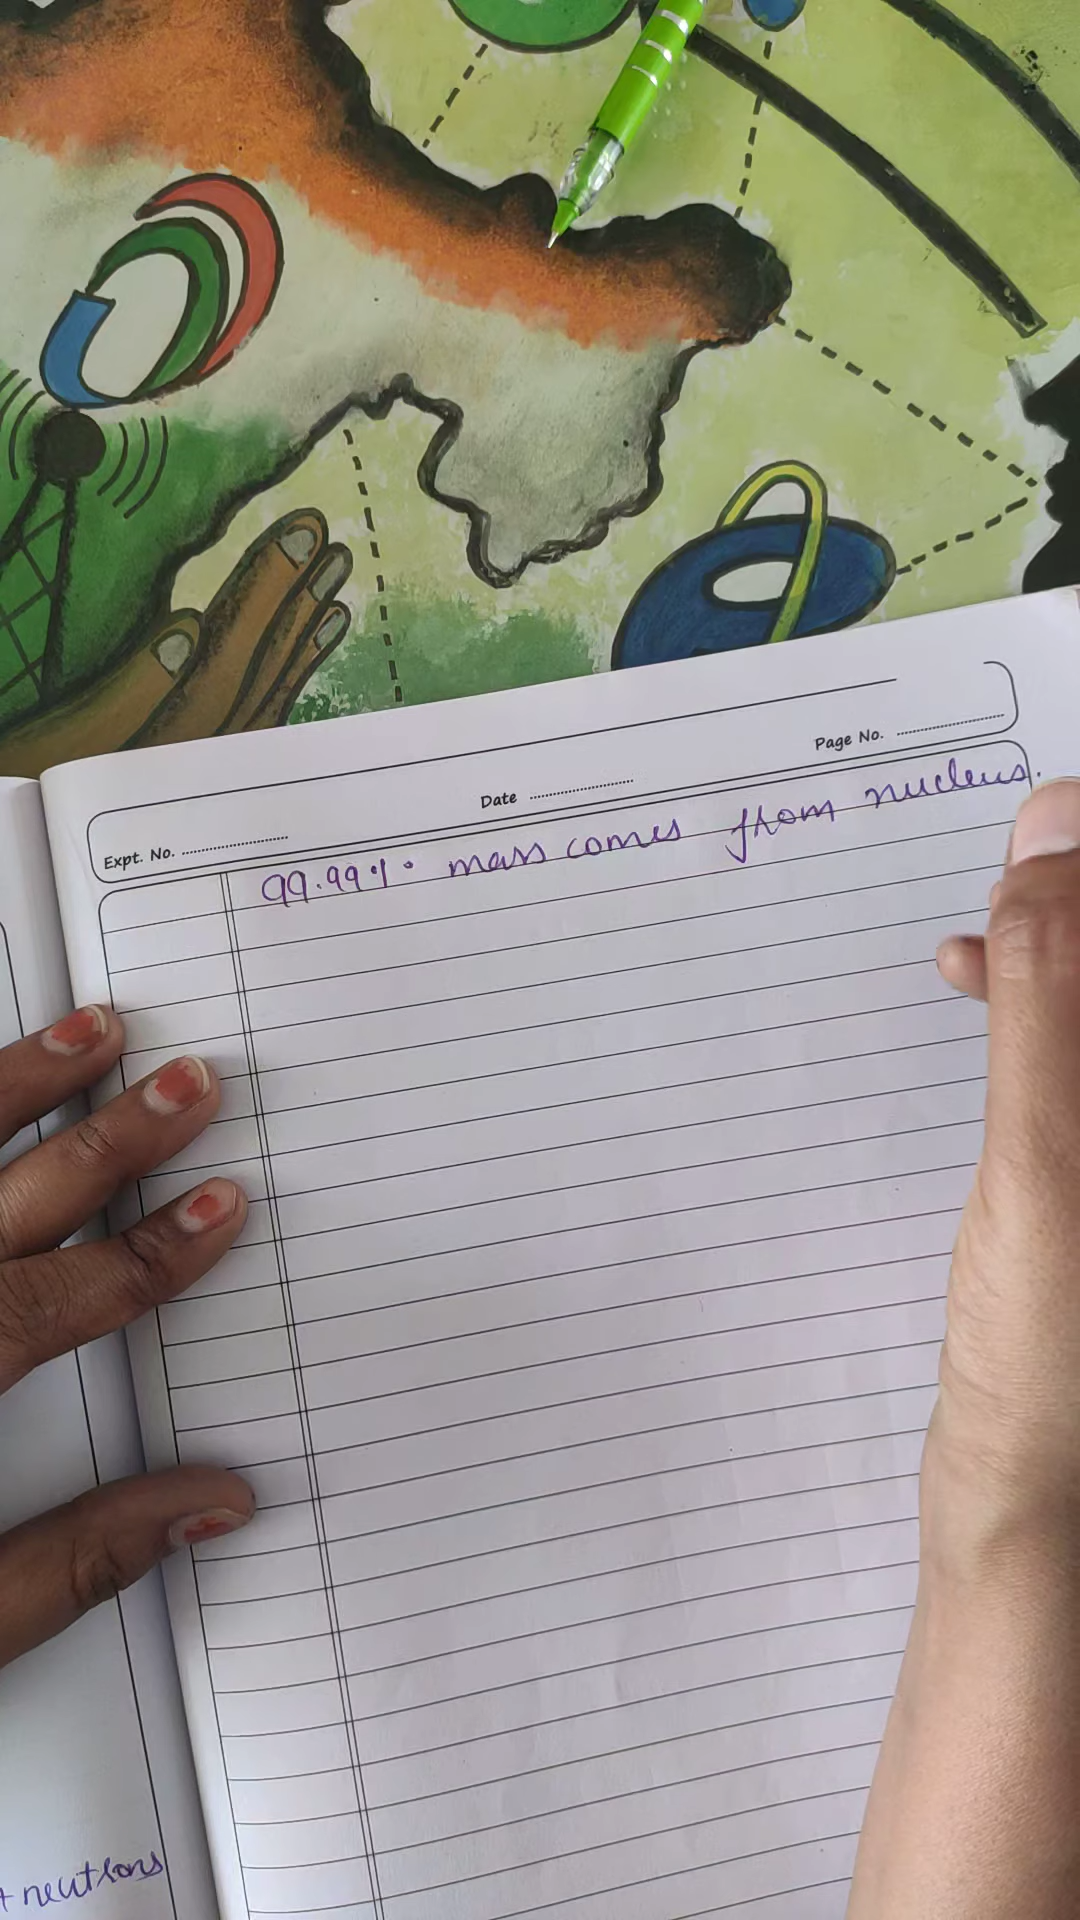 Page No. ....................
Date ....................
Expt. No. ....................
99.99% mass comes from nucleus.
+ neutrons